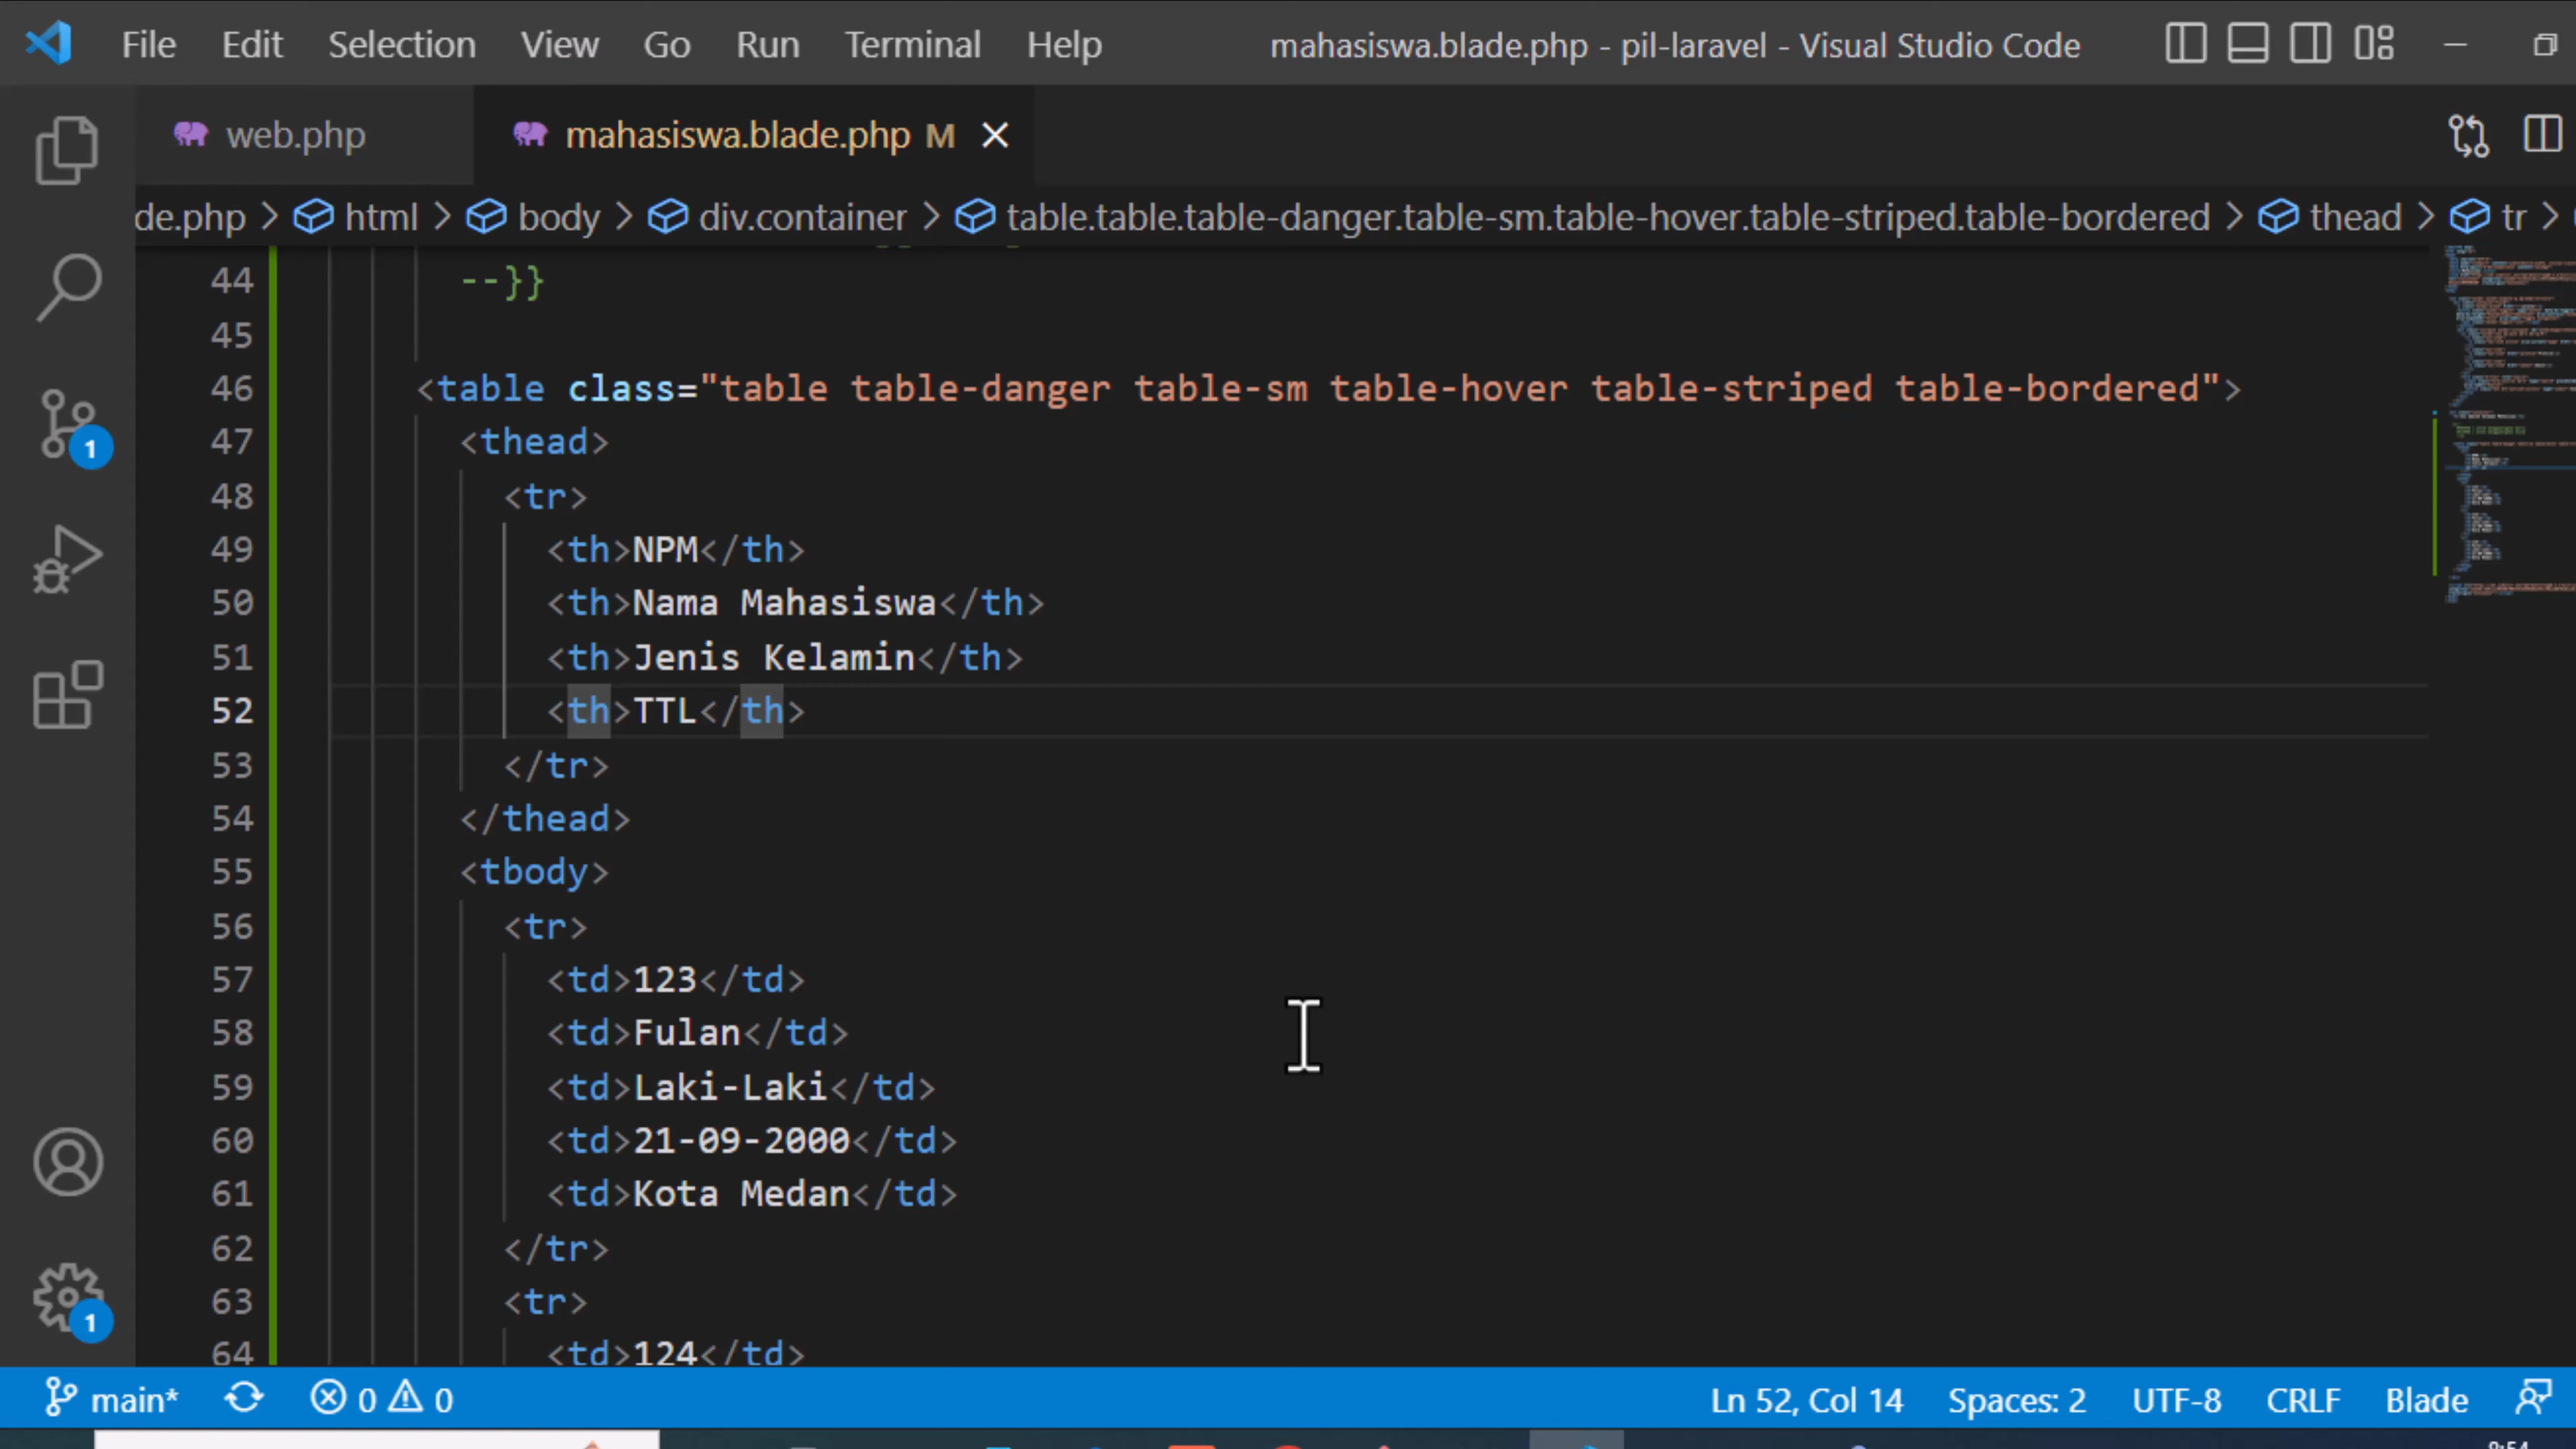 File Edit Selection View Go Run Terminal Help mahasiswa.blade.php - pil-laravel - Visual Studio Code
web.php mahasiswa.blade.php M
de.php > html > body > div.container > table.table.table-danger.table-sm.table-hover.table-striped.table-bordered > thead > tr >
44 --}}
45
46 <table class="table table-danger table-sm table-hover table-striped table-bordered">
47 <thead>
48 <tr>
49 <th>NPM</th>
50 <th>Nama Mahasiswa</th>
51 <th>Jenis Kelamin</th>
52 <th>TTL</th>
53 </tr>
54 </thead>
55 <tbody>
56 <tr>
57 <td>123</td>
58 <td>Fulan</td>
59 <td>Laki-Laki</td>
60 <td>21-09-2000</td>
61 <td>Kota Medan</td>
62 </tr>
63 <tr>
64 <td>124</td>
1
1
main* 0 0 Ln 52, Col 14 Spaces: 2 UTF-8 CRLF Blade